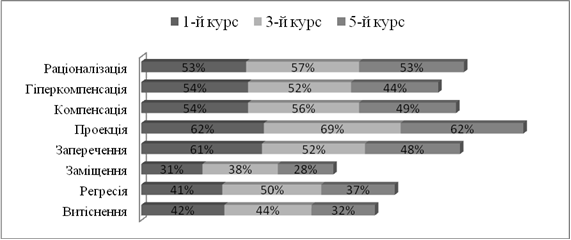 1-й курс 3-й курс 5-й курс
Раціоналізація 53% 57% 53%
Гіперкомпенсація 54% 52% 44%
Компенсація 54% 56% 49%
Проекція 62% 69% 62%
Заперечення 61% 52% 48%
Заміщення 31% 38% 28%
Регресія 41% 50% 37%
Витіснення 42% 44% 32%